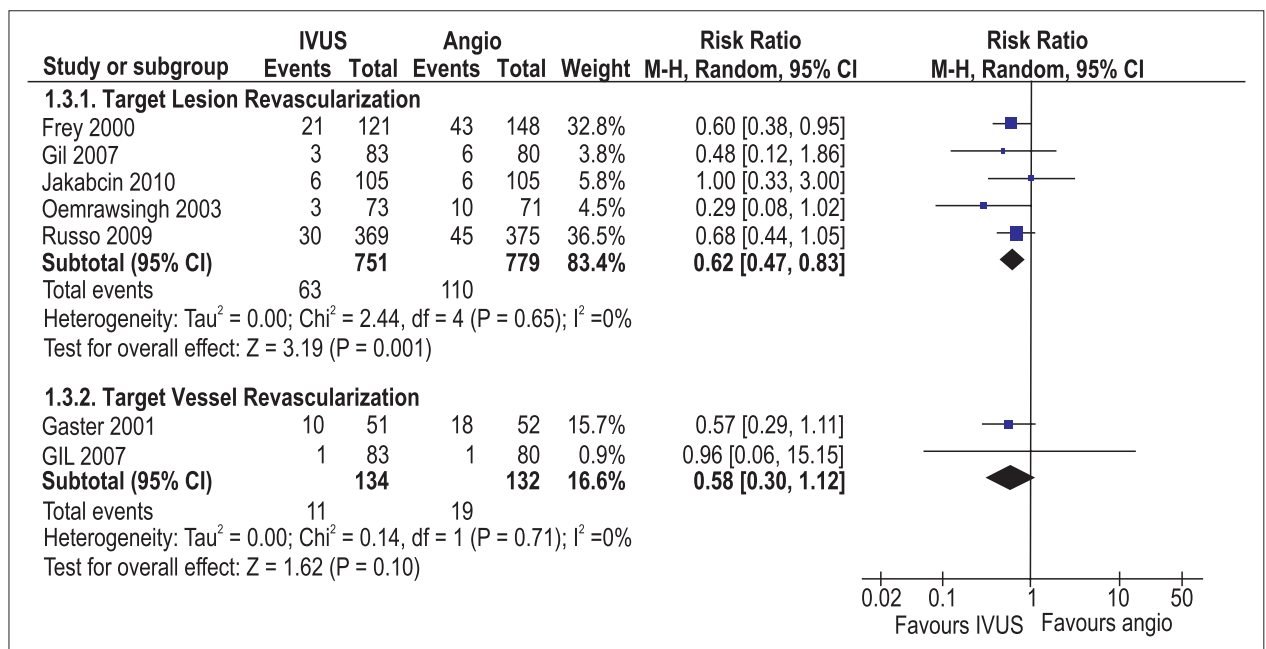 IVUS Angio Risk Ratio Risk Ratio
Study or subgroup Events Total Events Total Weight M-H, Random, 95% CI M-H, Random, 95% CI
1.3.1. Target Lesion Revascularization
Frey 2000 21 121 43 148 32.8% 0.60 [0.38, 0.95]
Gil 2007 3 83 6 80 3.8% 0.48 [0.12, 1.86]
Jakabcin 2010 6 105 6 105 5.8% 1.00 [0.33, 3.00]
Oemrawsingh 2003 3 73 10 71 4.5% 0.29 [0.08, 1.02]
Russo 2009 30 369 45 375 36.5% 0.68 [0.44, 1.05]
Subtotal (95% CI) 751 779 83.4% 0.62 [0.47, 0.83]
Total events 63 110
Heterogeneity: Tau² = 0.00; Chi² = 2.44, df = 4 (P = 0.65); I² =0%
Test for overall effect: Z = 3.19 (P = 0.001)
1.3.2. Target Vessel Revascularization
Gaster 2001 10 51 18 52 15.7% 0.57 [0.29, 1.11]
GIL 2007 1 83 1 80 0.9% 0.96 [0.06, 15.15]
Subtotal (95% CI) 134 132 16.6% 0.58 [0.30, 1.12]
Total events 11 19
Heterogeneity: Tau² = 0.00; Chi² = 0.14, df = 1 (P = 0.71); I² =0%
Test for overall effect: Z = 1.62 (P = 0.10)
0.02 0.1 1 10 50
Favours IVUS Favours angio